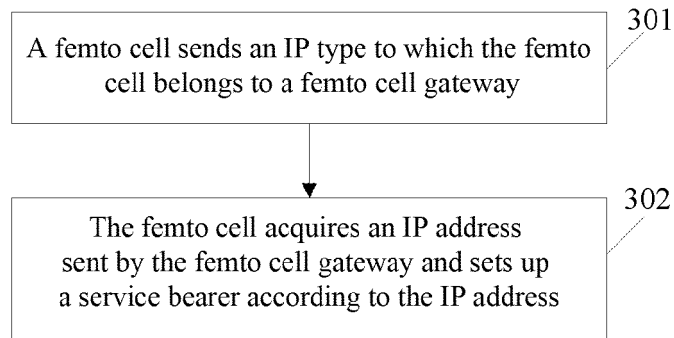 301
A femto cell sends an IP type to which the femto
cell belongs to a femto cell gateway
302
The femto cell acquires an IP address
sent by the femto cell gateway and sets up
a service bearer according to the IP address